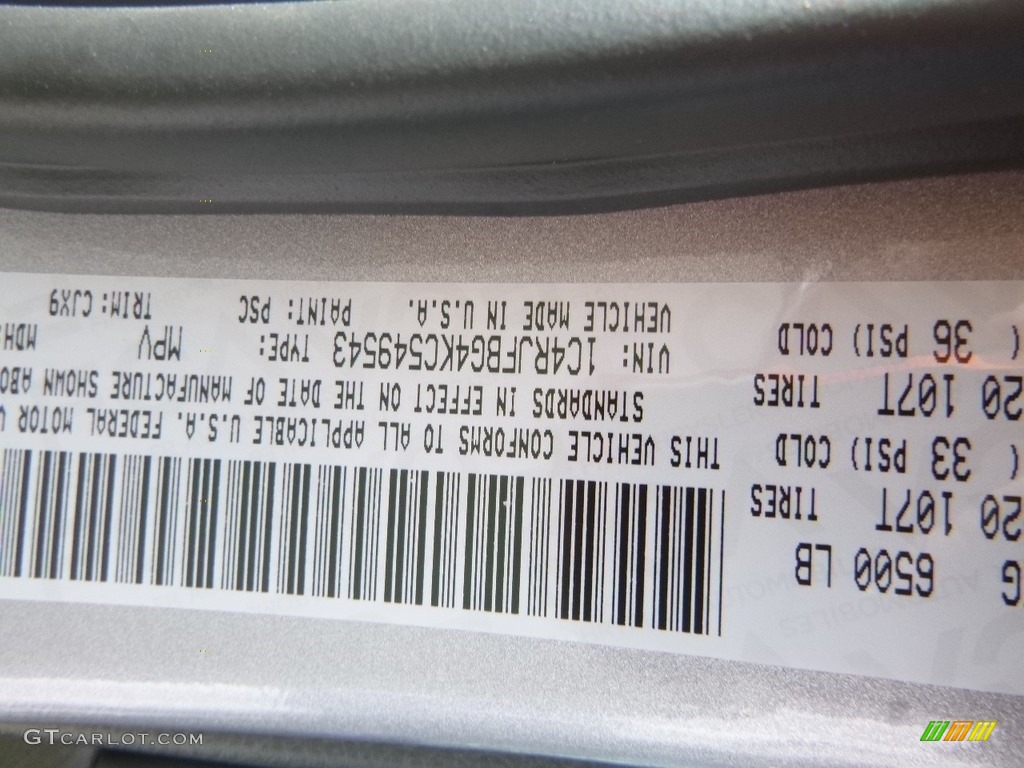 G 6500 LB
20 107T TIRES
( 33 PSI) COLD
20 107T TIRES
( 36 PSI) COLD
THIS VEHICLE CONFORMS TO ALL APPLICABLE U.S.A. FEDERAL MOTOR V
STANDARDS IN EFFECT ON THE DATE OF MANUFACTURE SHOWN ABO
VIN: 1C4RJFBG4KC549543 TYPE: MPV MDH:
VEHICLE MADE IN U.S.A. PAINT: PSC TRIM: CJX9
GTCARLOT.COM